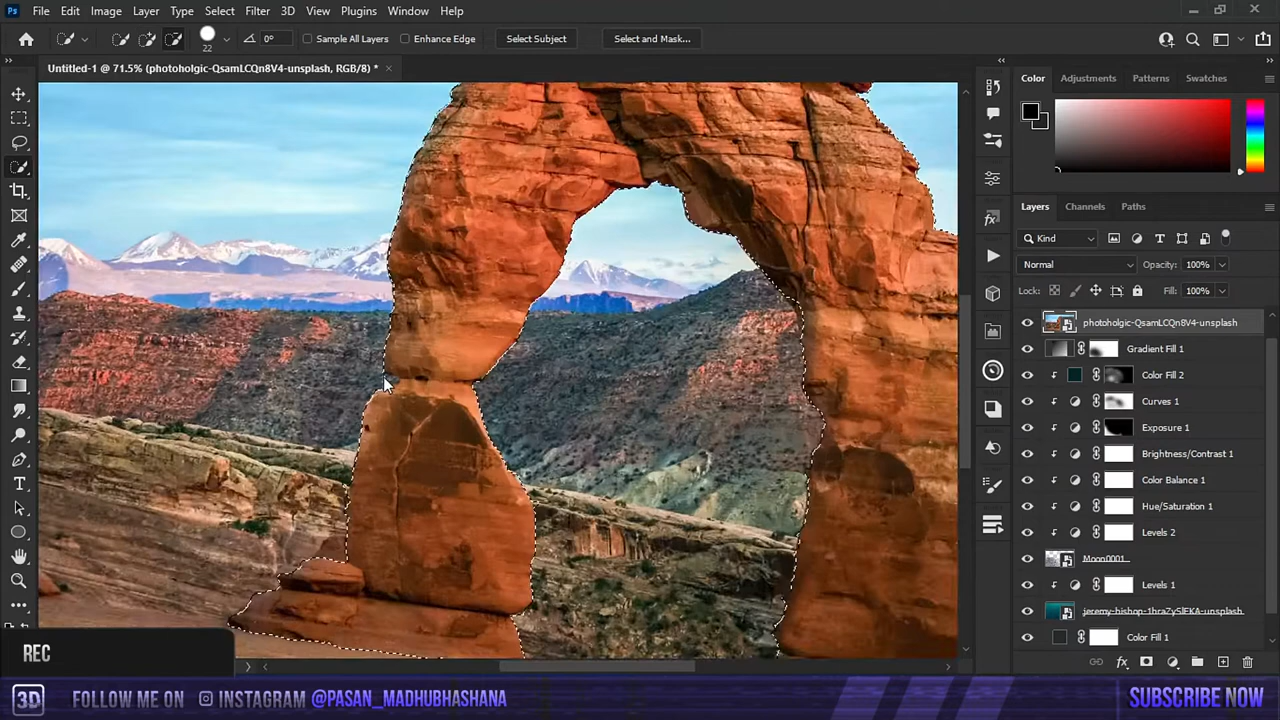 Ps File Edit Image Layer Type Select Filter 3D View Plugins Window Help
22 0° Sample All Layers Enhance Edge Select Subject Select and Mask...
Untitled-1 @ 71.5% (photoholgic-QsamLCQn8V4-unsplash, RGB/8) *
Color Adjustments Patterns Swatches
Layers Channels Paths
Kind
Normal Opacity: 100%
Lock: Fill: 100%
photoholgic-QsamLCQn8V4-unsplash
Gradient Fill 1
Color Fill 2
Curves 1
Exposure 1
Brightness/Contrast 1
Color Balance 1
Hue/Saturation 1
Levels 2
Moon0001
Levels 1
jeremy-bishop-1hraZySlEKA-unsplash
Color Fill 1
REC
3D FOLLOW ME ON INSTAGRAM @PASAN_MADHUBHASHANA SUBSCRIBE NOW